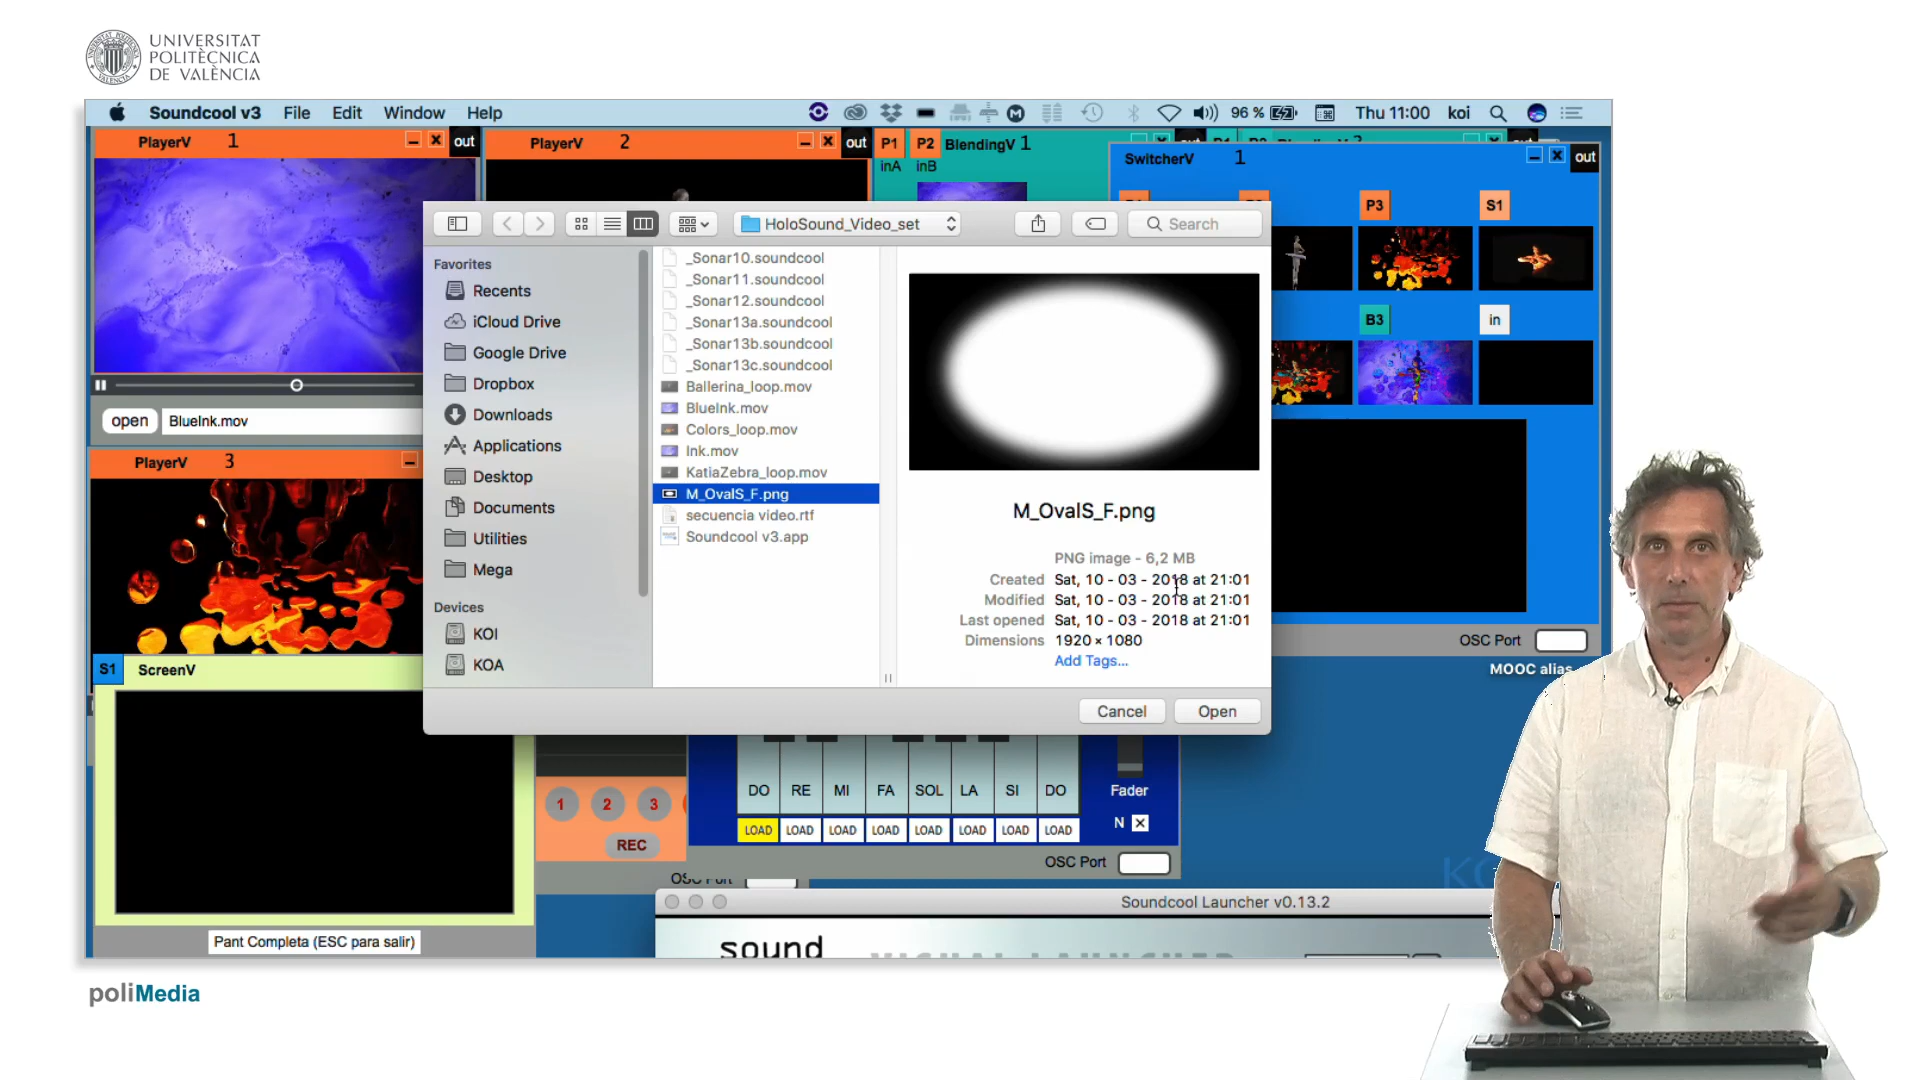 UNIVERSITAT
POLITÈCNICA
DE VALÈNCIA
Soundcool v3 File Edit Window Help
96 % Thu 11:00 koi
PlayerV 1 out
PlayerV 2 out
P1 P2 BlendingV 1
inA inB
SwitcherV 1 out
P3 S1
B3 in
HoloSound_Video_set
Search
Favorites
Recents
iCloud Drive
Google Drive
Dropbox
Downloads
Applications
Desktop
Documents
Utilities
Mega
Devices
KOI
KOA
_Sonar10.soundcool
_Sonar11.soundcool
_Sonar12.soundcool
_Sonar13a.soundcool
_Sonar13b.soundcool
_Sonar13c.soundcool
Ballerina_loop.mov
BlueInk.mov
Colors_loop.mov
Ink.mov
KatiaZebra_loop.mov
M_OvalS_F.png
secuencia video.rtf
Soundcool v3.app
M_OvalS_F.png
PNG image - 6,2 MB
Created Sat, 10 - 03 - 2018 at 21:01
Modified Sat, 10 - 03 - 2018 at 21:01
Last opened Sat, 10 - 03 - 2018 at 21:01
Dimensions 1920 × 1080
Add Tags...
Cancel Open
open BlueInk.mov
PlayerV 3
S1 ScreenV
Pant Completa (ESC para salir)
OSC Port
MOOC alias
1 2 3
REC
DO RE MI FA SOL LA SI DO
LOAD LOAD LOAD LOAD LOAD LOAD LOAD LOAD
Fader
N
OSC Port
Soundcool Launcher v0.13.2
sound
poliMedia